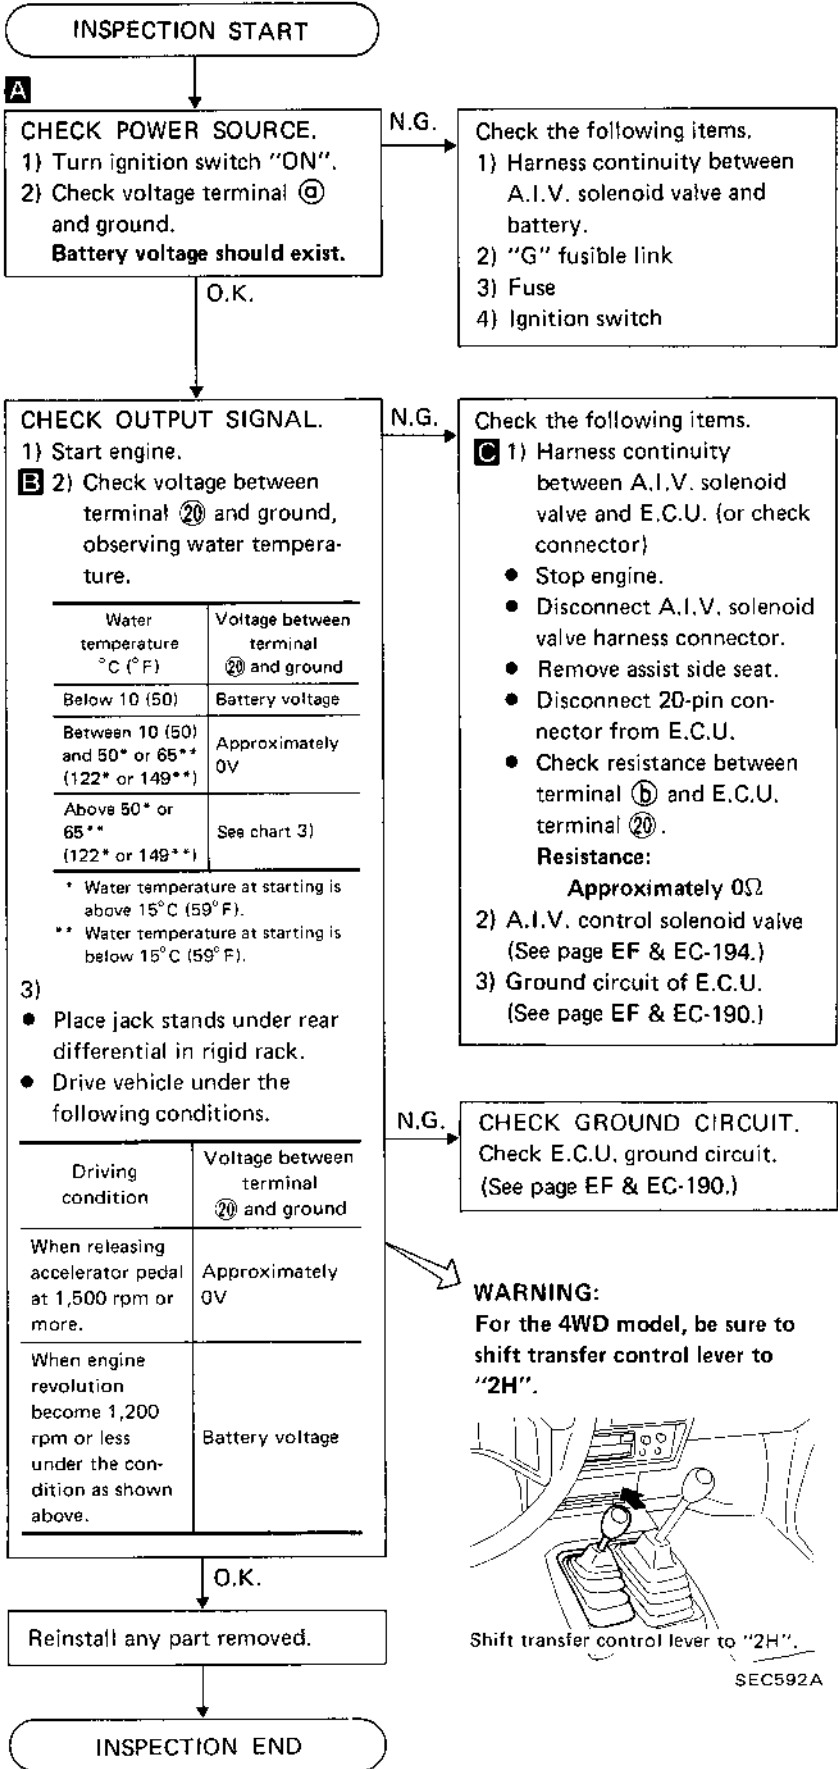 INSPECTION START
A
CHECK POWER SOURCE.
1) Turn ignition switch "ON".
2) Check voltage terminal ⓐ
and ground.
Battery voltage should exist.
N.G.
Check the following items.
1) Harness continuity between
A.I.V. solenoid valve and
battery.
2) "G" fusible link
3) Fuse
4) Ignition switch
O.K.
CHECK OUTPUT SIGNAL.
1) Start engine.
B 2) Check voltage between
terminal ⑳ and ground,
observing water tempera-
ture.
Water
temperature
°C (°F)
Voltage between
terminal
⑳ and ground
Below 10 (50)
Battery voltage
Between 10 (50)
and 50* or 65**
(122* or 149**)
Approximately
0V
Above 50* or
65**
(122* or 149**)
See chart 3)
* Water temperature at starting is
above 15°C (59°F).
** Water temperature at starting is
below 15°C (59°F).
3)
● Place jack stands under rear
differential in rigid rack.
● Drive vehicle under the
following conditions.
Driving
condition
Voltage between
terminal
⑳ and ground
When releasing
accelerator pedal
at 1,500 rpm or
more.
Approximately
0V
When engine
revolution
become 1,200
rpm or less
under the con-
dition as shown
above.
Battery voltage
N.G.
Check the following items.
C 1) Harness continuity
between A.I.V. solenoid
valve and E.C.U. (or check
connector)
● Stop engine.
● Disconnect A.I.V. solenoid
valve harness connector.
● Remove assist side seat.
● Disconnect 20-pin con-
nector from E.C.U.
● Check resistance between
terminal ⓑ and E.C.U.
terminal ⑳.
Resistance:
Approximately 0Ω
2) A.I.V. control solenoid valve
(See page EF & EC-194.)
3) Ground circuit of E.C.U.
(See page EF & EC-190.)
N.G.
CHECK GROUND CIRCUIT.
Check E.C.U. ground circuit.
(See page EF & EC-190.)
WARNING:
For the 4WD model, be sure to
shift transfer control lever to
"2H".
Shift transfer control lever to "2H".
SEC592A
O.K.
Reinstall any part removed.
INSPECTION END